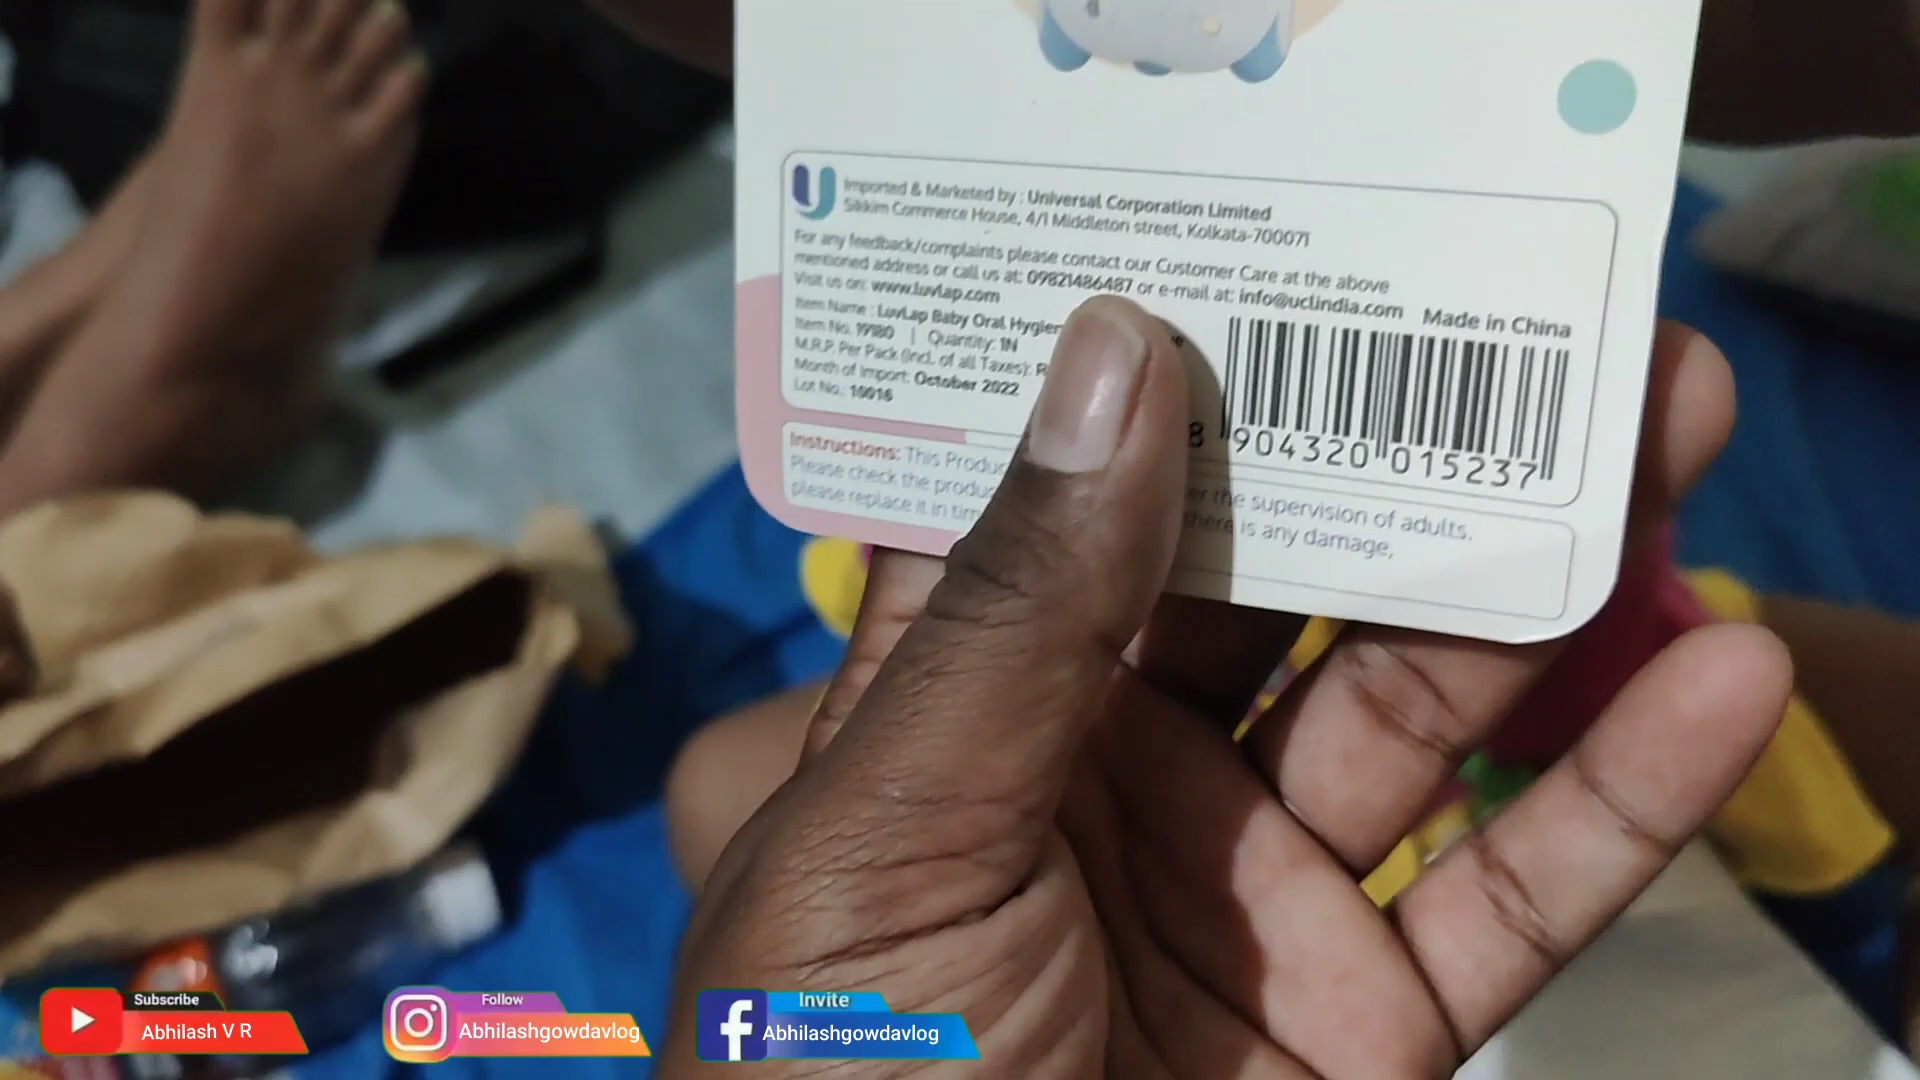 Imported & Marketed by : Universal Corporation Limited
Sikkim Commerce House, 4/1 Middleton street, Kolkata-700071
For any feedback/complaints please contact our Customer Care at the above
mentioned address or call us at: 09821486487 or e-mail at: info@uclindia.com
Visit us on: www.luvlap.com
Made in China
Item Name : LuvLap Baby Oral Hygien
Item No. 19180 | Quantity: 1N
M.R.P. Per Pack (Incl. of all Taxes): R
Month of Import: October 2022
Lot No.: 10016
8 904320 015237
Instructions: This Produc er the supervision of adults.
Please check the produc there is any damage,
please replace it in tim
Subscribe
Abhilash V R
Follow
Abhilashgowdavlog
Invite
Abhilashgowdavlog